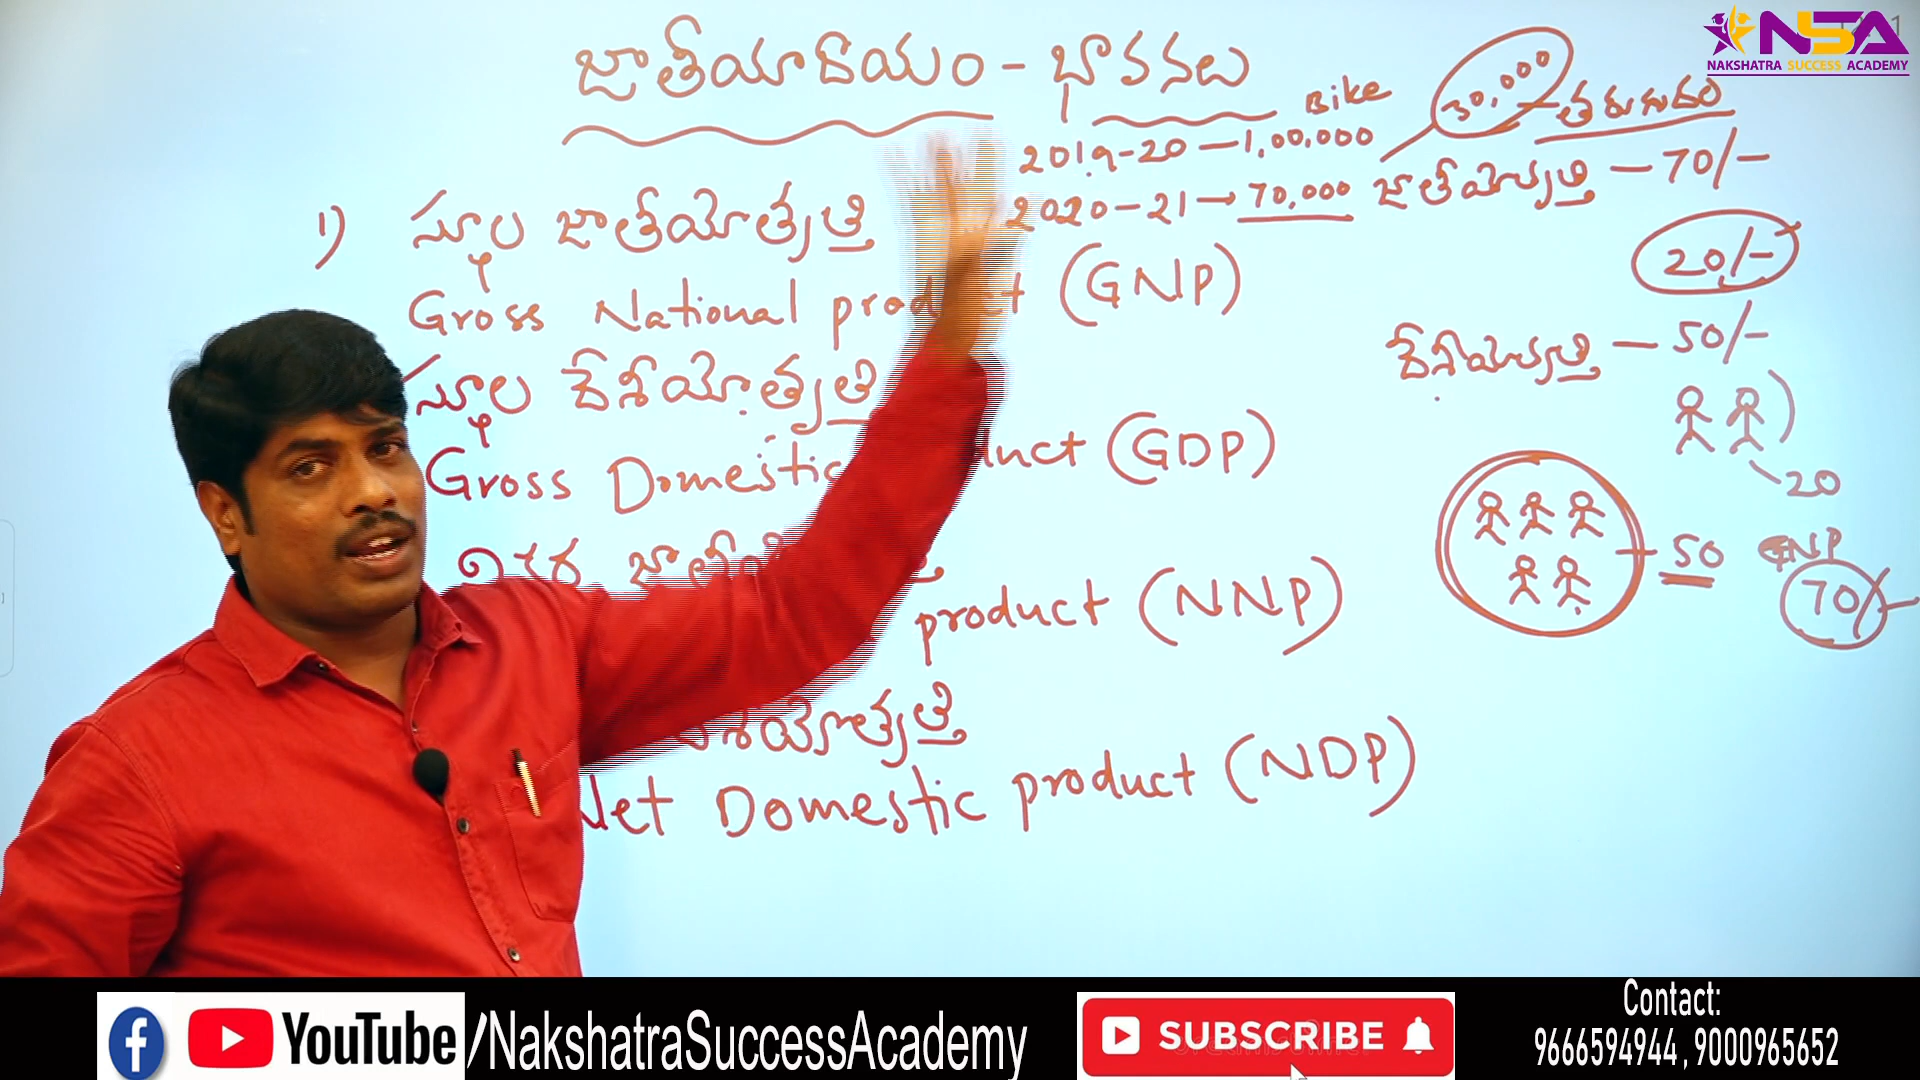 NSA
NAKSHATRA SUCCESS ACADEMY
జాతీయాదాయం - భావనలు
Bike
30,000 - తరుగుదల
2019-20 - 1,00,000
2020-21 → 70,000
జాతీయోత్పత్తి - 70/-
20/-
దేశీయోత్పత్తి - 50/-
20
50
GNP
70/-
1) స్థూల జాతీయోత్పత్తి
Gross National product (GNP)
స్థూల దేశీయోత్పత్తి
Gross Domestic uct (GDP)
నికర
product (NNP)
Net Domestic product (NDP)
YouTube /NakshatraSuccessAcademy
SUBSCRIBE
Contact:
9666594944 , 9000965652